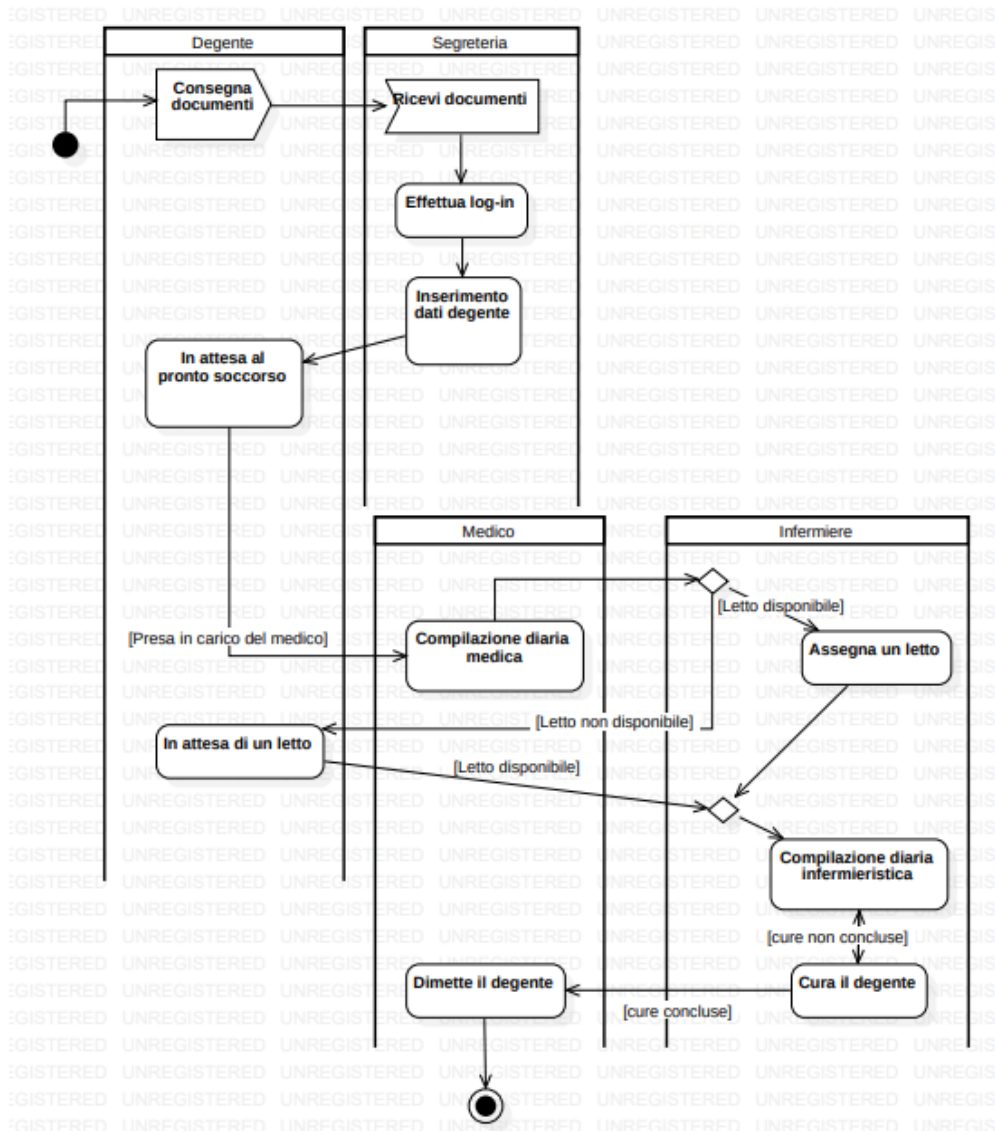 Degente
Segreteria
Consegna
documenti
Ricevi documenti
Effettua log-in
Inserimento
dati degente
In attesa al
pronto soccorso
Medico
Infermiere
[Letto disponibile]
[Presa in carico del medico]
Compilazione diaria
medica
Assegna un letto
[Letto non disponibile]
In attesa di un letto
[Letto disponibile]
Compilazione diaria
infermieristica
[cure non concluse]
Dimette il degente
Cura il degente
[cure concluse]
UNREGISTERED